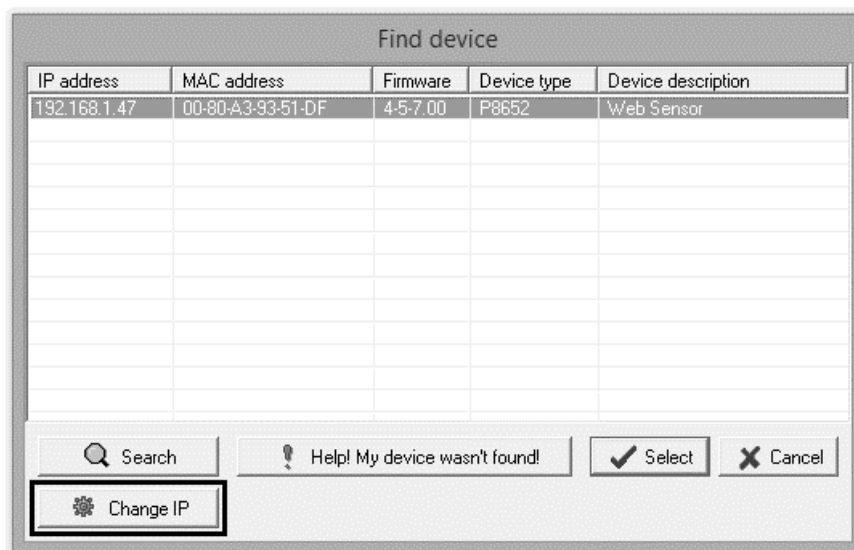 Find device
IP address MAC address Firmware Device type Device description
192.168.1.47 00-80-A3-93-51-DF 4-5-7.00 P8652 Web Sensor
Search Help! My device wasn't found! Select Cancel
Change IP